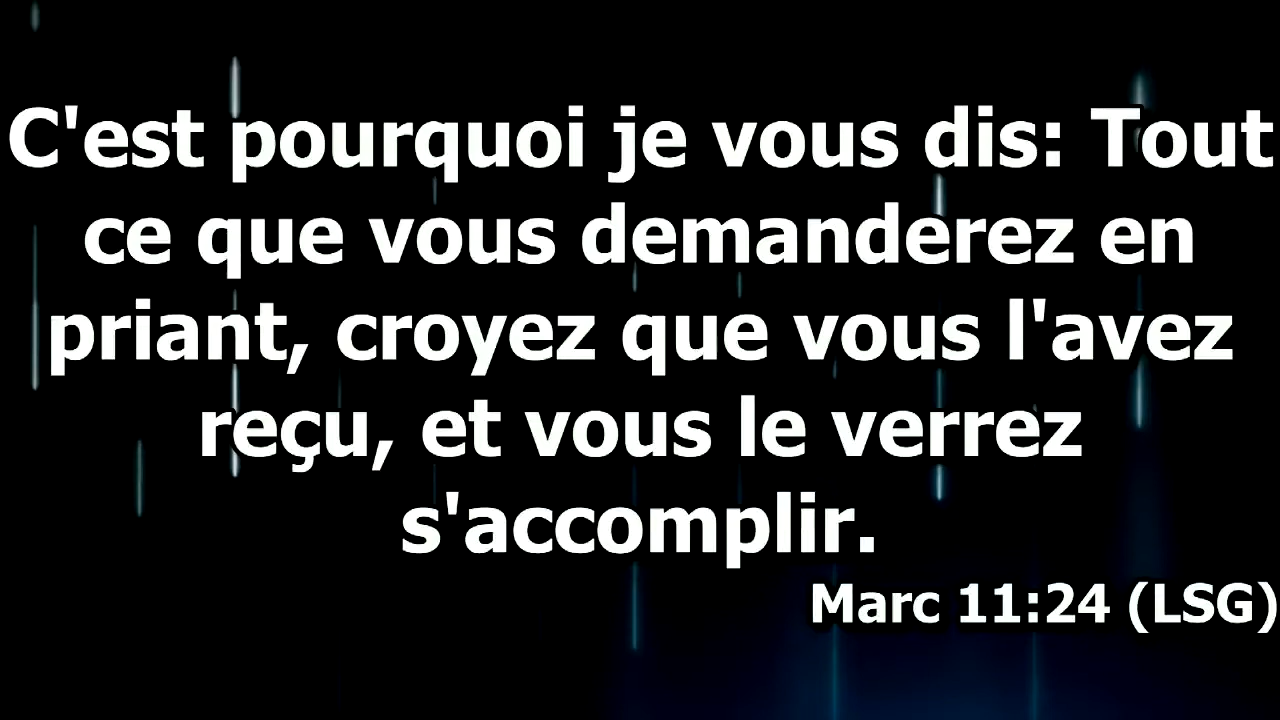 C'est pourquoi je vous dis: Tout
ce que vous demanderez en
priant, croyez que vous l'avez
reçu, et vous le verrez
s'accomplir.
Marc 11:24 (LSG)